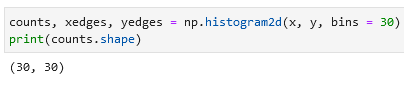 counts, xedges, yedges = np.histogram2d(x, y, bins = 30)
print(counts.shape)
(30, 30)